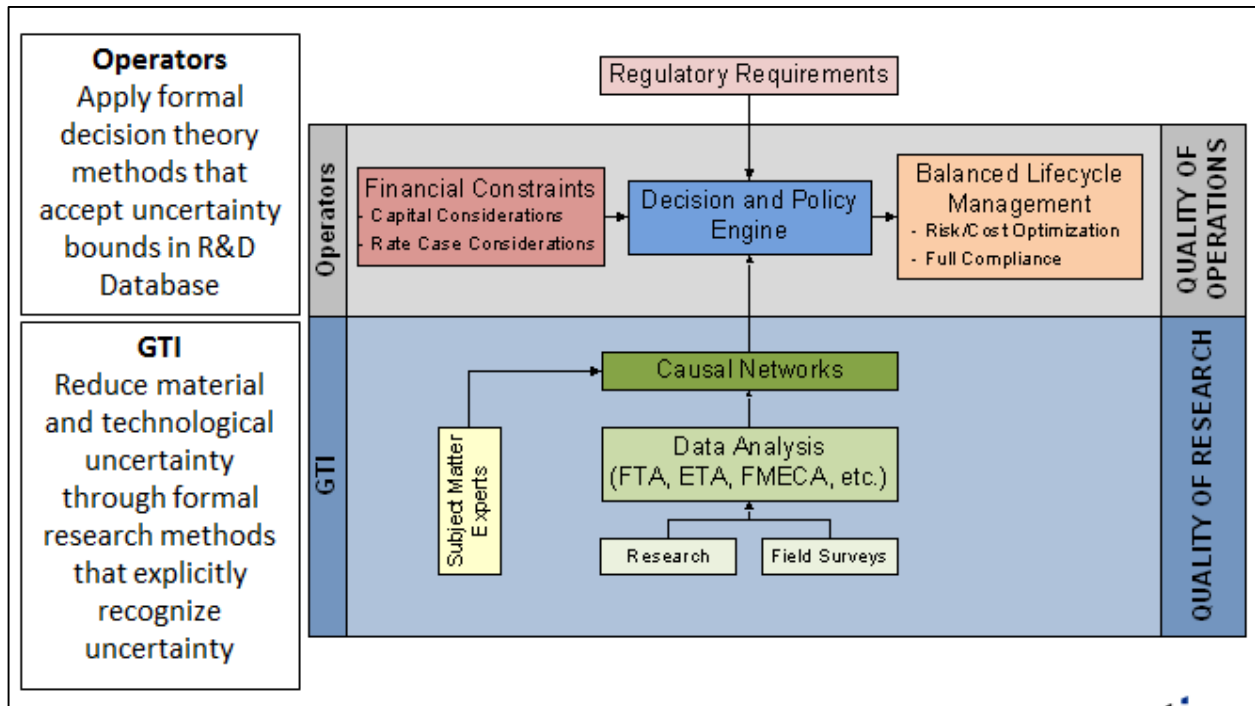 Operators
Apply formal
decision theory
methods that
accept uncertainty
bounds in R&D
Database
GTI
Reduce material
and technological
uncertainty
through formal
research methods
that explicitly
recognize
uncertainty
Regulatory Requirements
Operators
Financial Constraints
- Capital Considerations
- Rate Case Considerations
Decision and Policy
Engine
Balanced Lifecycle
Management
- Risk/Cost Optimization
- Full Compliance
QUALITY OF
OPERATIONS
GTI
Causal Networks
Subject Matter
Experts
Data Analysis
(FTA, ETA, FMECA, etc.)
Research
Field Surveys
QUALITY OF RESEARCH